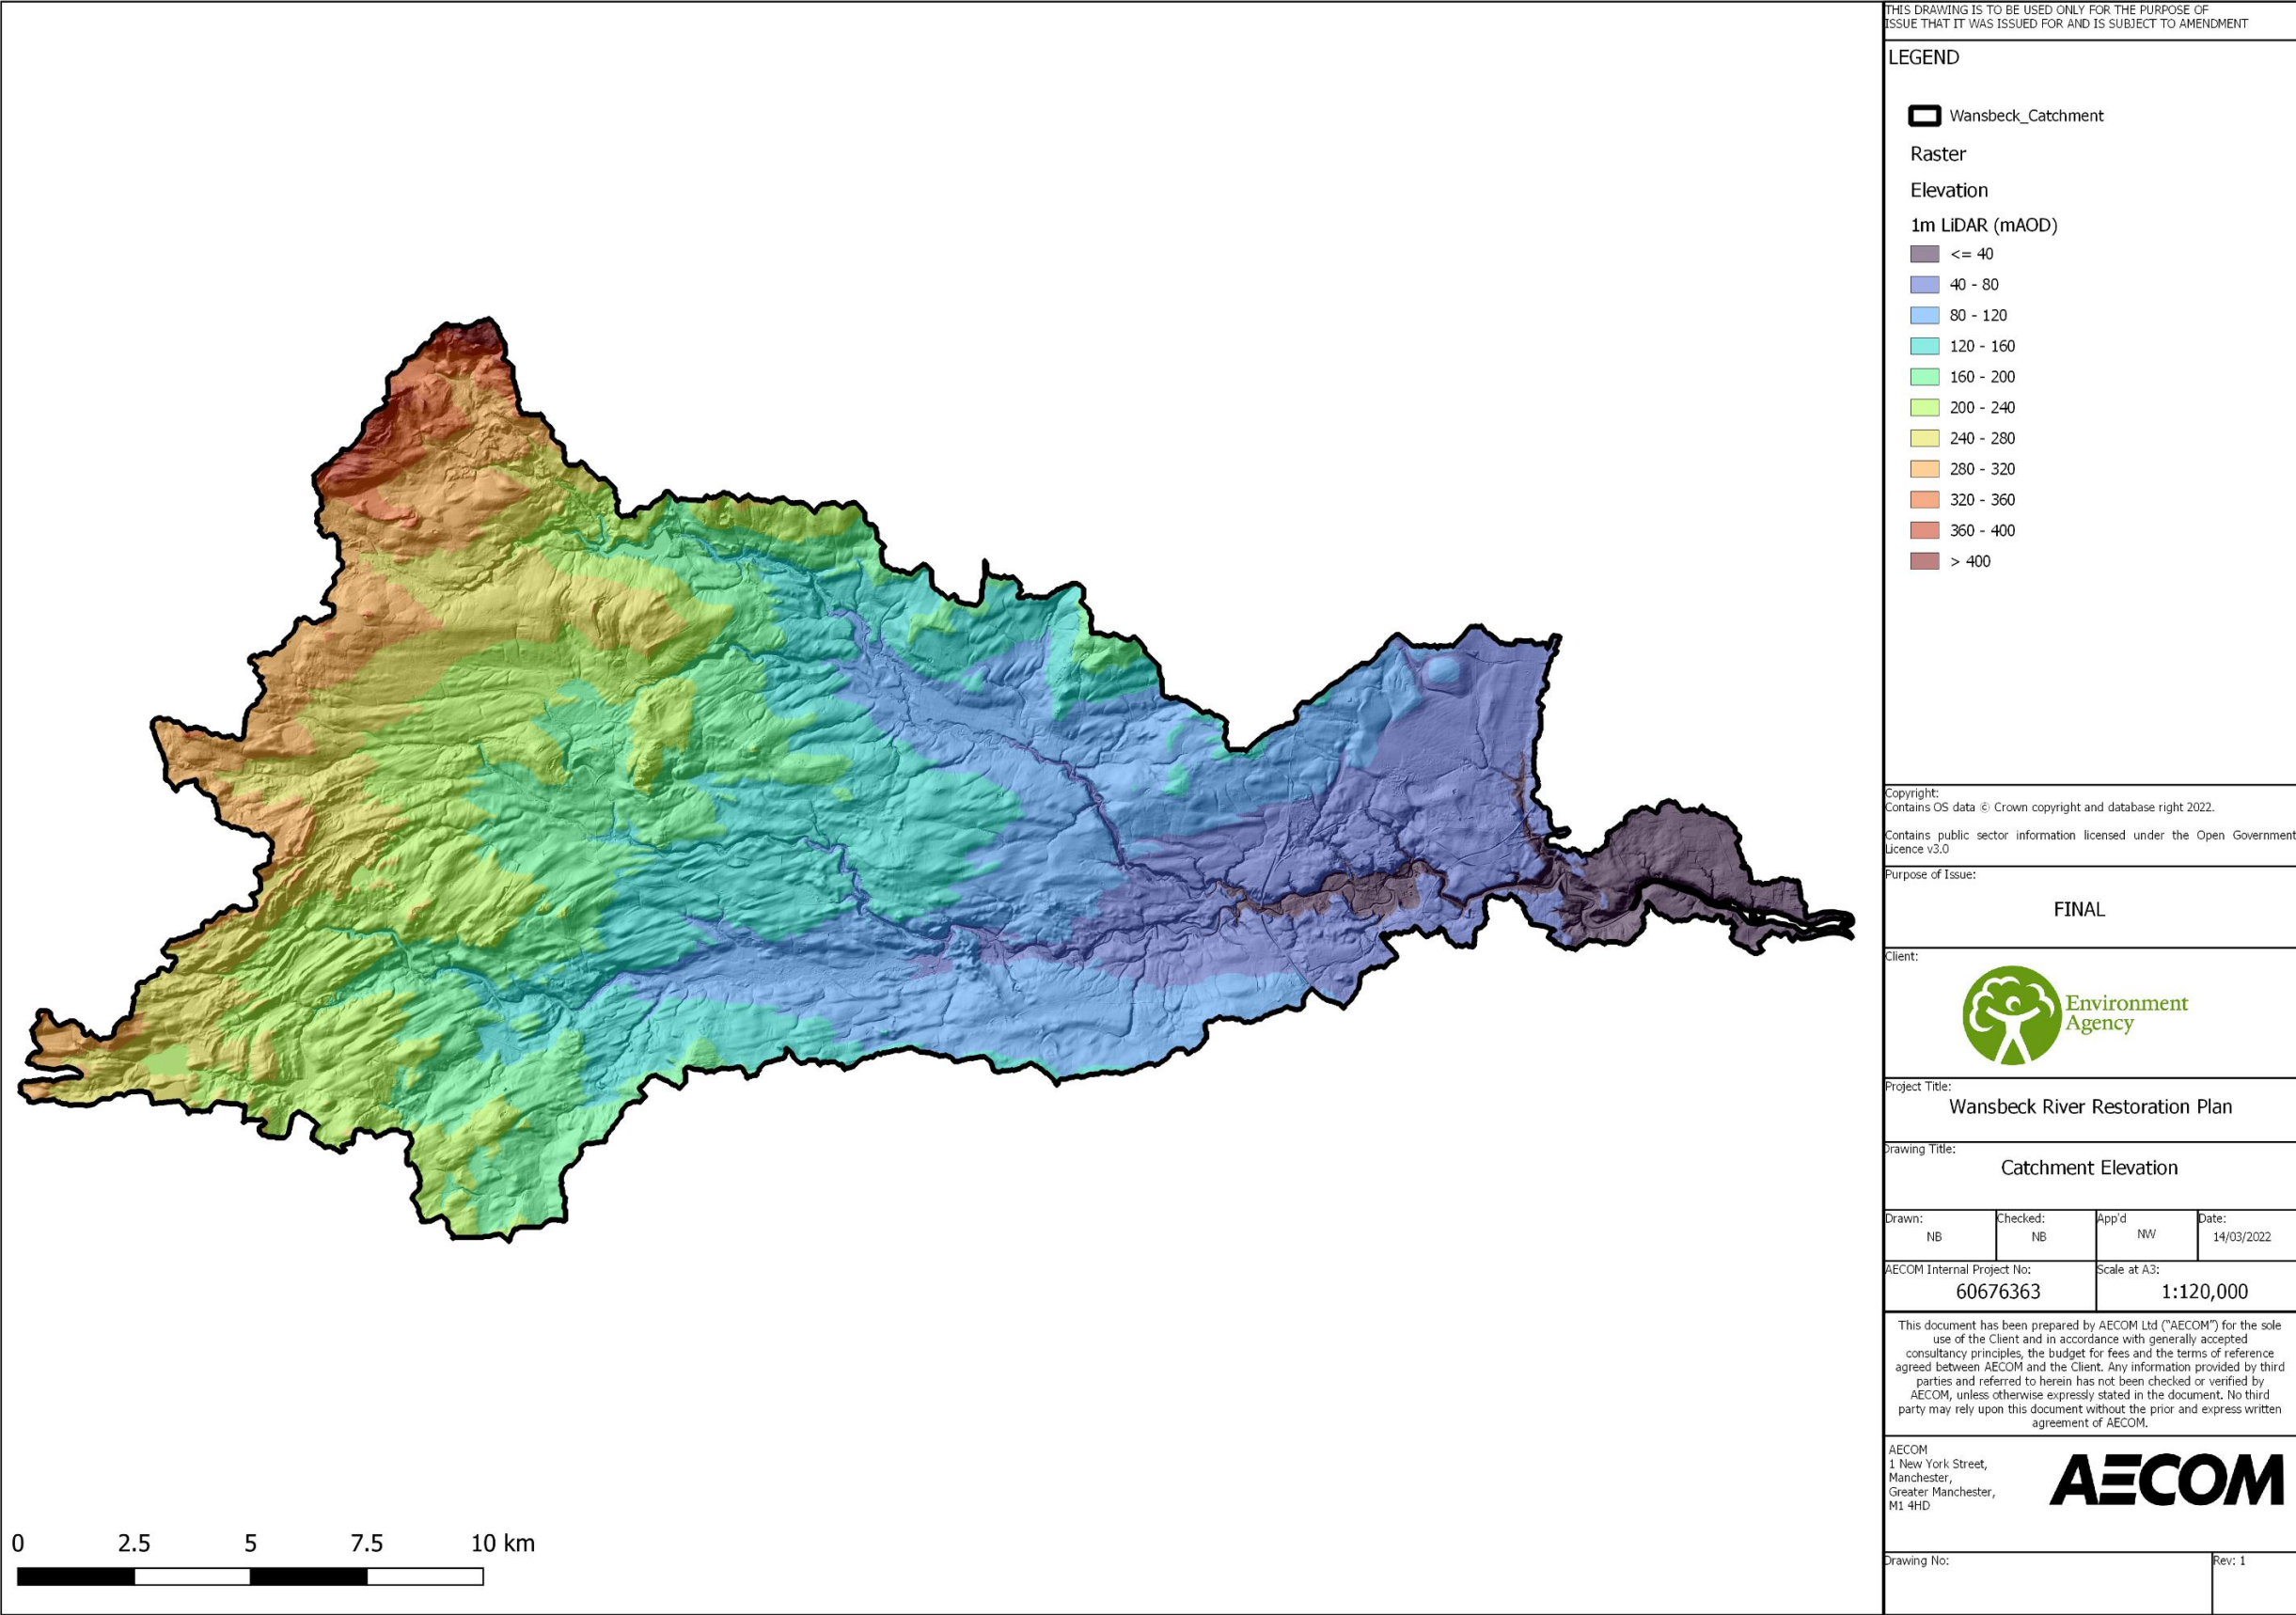 THIS DRAWING IS TO BE USED ONLY FOR THE PURPOSE OF
ISSUE THAT IT WAS ISSUED FOR AND IS SUBJECT TO AMENDMENT
LEGEND
Wansbeck_Catchment
Raster
Elevation
1m LiDAR (mAOD)
<= 40
40 - 80
80 - 120
120 - 160
160 - 200
200 - 240
240 - 280
280 - 320
320 - 360
360 - 400
> 400
Copyright:
Contains OS data © Crown copyright and database right 2022.
Contains public sector information licensed under the Open Government
Licence v3.0
Purpose of Issue:
FINAL
Client:
Environment
Agency
Project Title:
Wansbeck River Restoration Plan
Drawing Title:
Catchment Elevation
Drawn:
NB
Checked:
NB
App'd
NW
Date:
14/03/2022
AECOM Internal Project No:
60676363
Scale at A3:
1:120,000
This document has been prepared by AECOM Ltd ("AECOM") for the sole
use of the Client and in accordance with generally accepted
consultancy principles, the budget for fees and the terms of reference
agreed between AECOM and the Client. Any information provided by third
parties and referred to herein has not been checked or verified by
AECOM, unless otherwise expressly stated in the document. No third
party may rely upon this document without the prior and express written
agreement of AECOM.
AECOM
1 New York Street,
Manchester,
Greater Manchester,
M1 4HD
AECOM
Drawing No:
Rev: 1
0 2.5 5 7.5 10 km